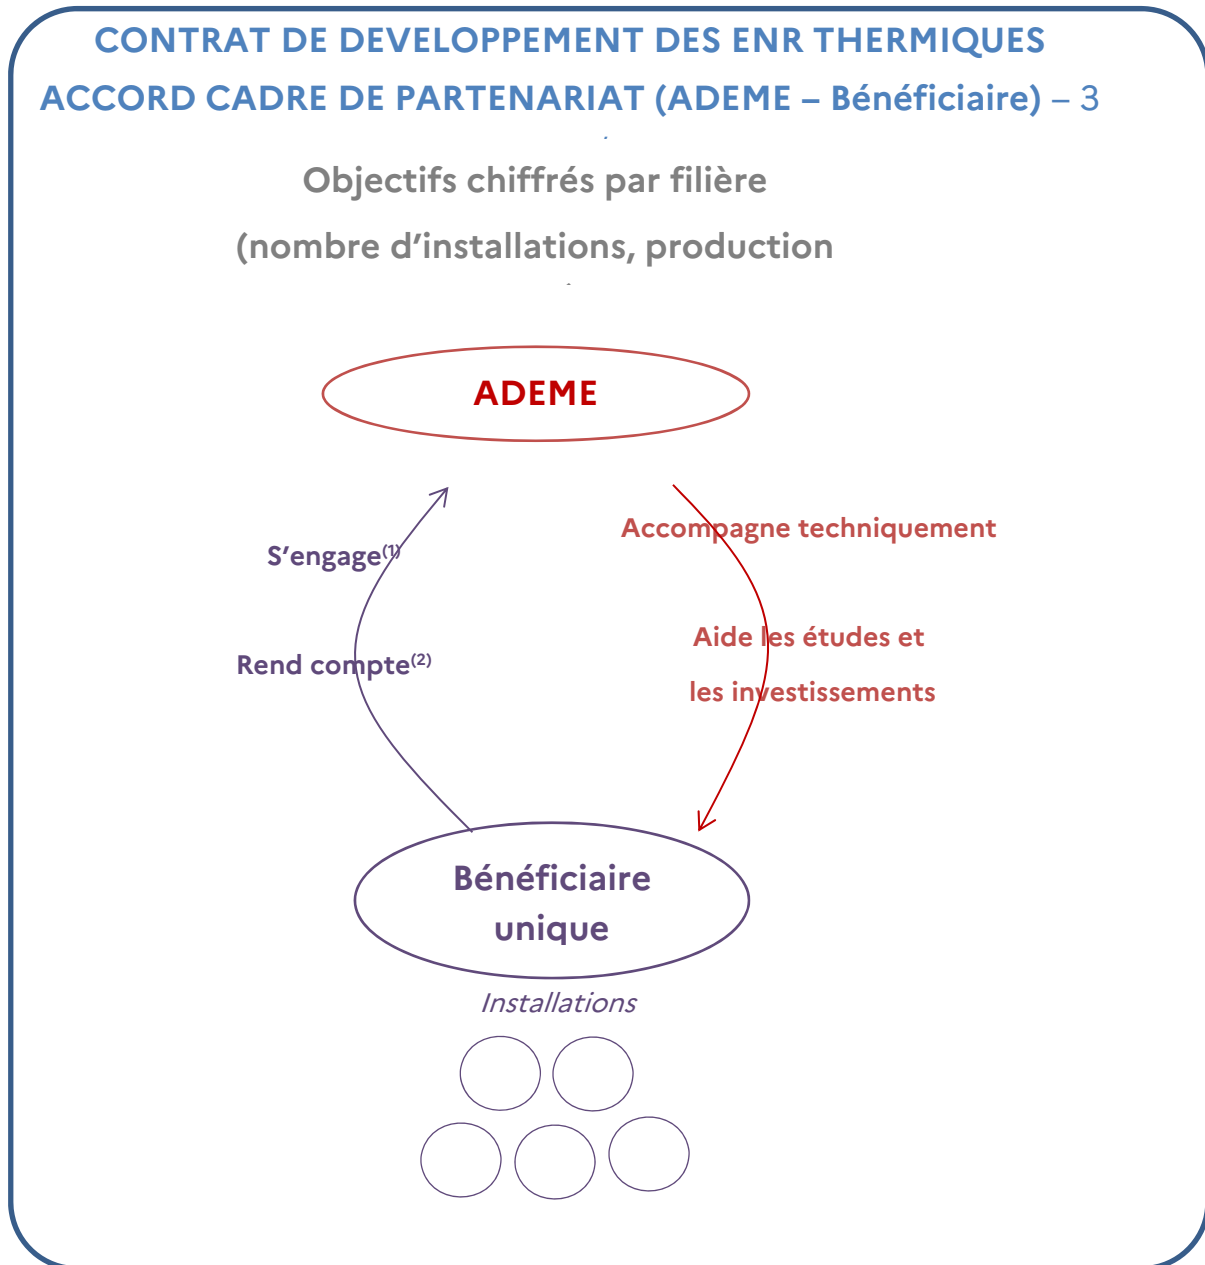 CONTRAT DE DEVELOPPEMENT DES ENR THERMIQUES
ACCORD CADRE DE PARTENARIAT (ADEME – Bénéficiaire) – 3
Objectifs chiffrés par filière
(nombre d’installations, production
ADEME
S’engage(1)
Accompagne techniquement
Rend compte(2)
Aide les études et
les investissements
Bénéficiaire
unique
Installations